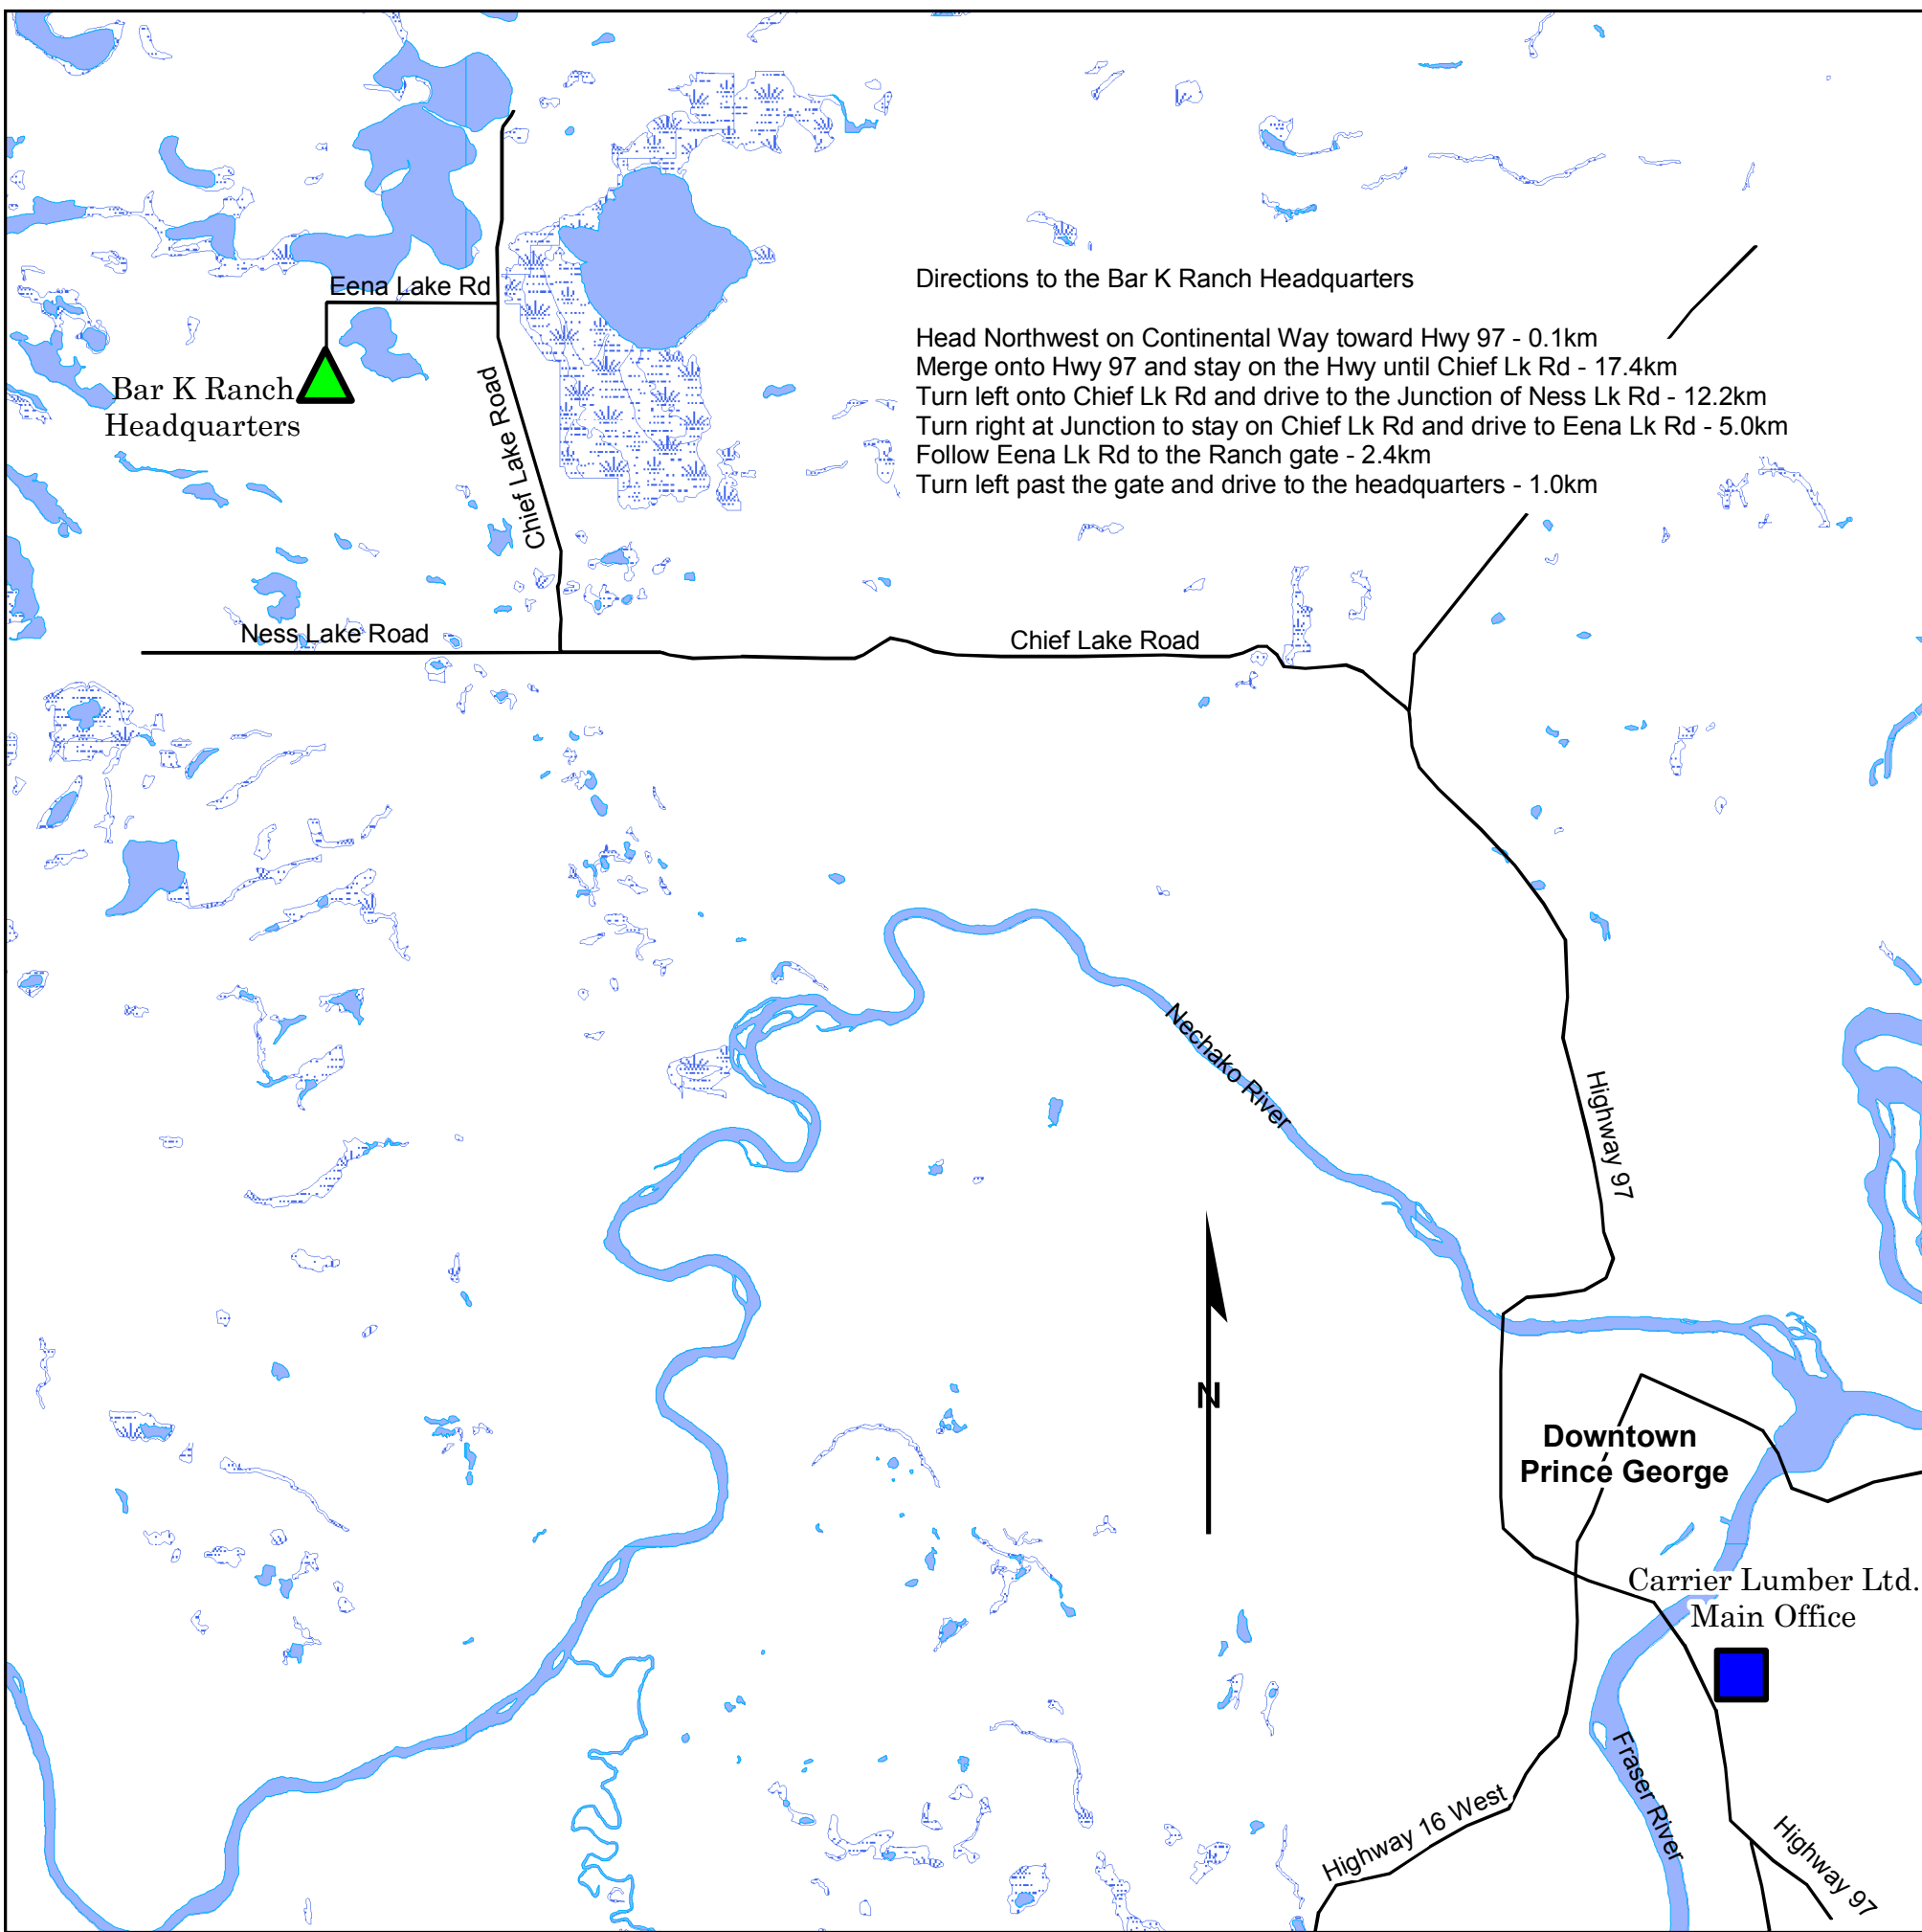 Eena Lake Rd
Bar K Ranch
Headquarters
Chief Lake Road
Directions to the Bar K Ranch Headquarters
Head Northwest on Continental Way toward Hwy 97 - 0.1km
Merge onto Hwy 97 and stay on the Hwy until Chief Lk Rd - 17.4km
Turn left onto Chief Lk Rd and drive to the Junction of Ness Lk Rd - 12.2km
Turn right at Junction to stay on Chief Lk Rd and drive to Eena Lk Rd - 5.0km
Follow Eena Lk Rd to the Ranch gate - 2.4km
Turn left past the gate and drive to the headquarters - 1.0km
Ness Lake Road
Chief Lake Road
Nechako River
Highway 97
N
Downtown
Prince George
Carrier Lumber Ltd.
Main Office
Fraser River
Highway 16 West
Highway 97